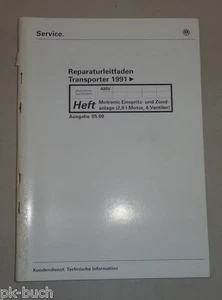 Service.
Reparaturleitfaden
Transporter 1991 ►
Heft
Motronic Einspritz- und Zünd-
anlage (2,8 l-Motor, 4 Ventiler)
Ausgabe 05.00
Kundendienst. Technische Information
pk-buch